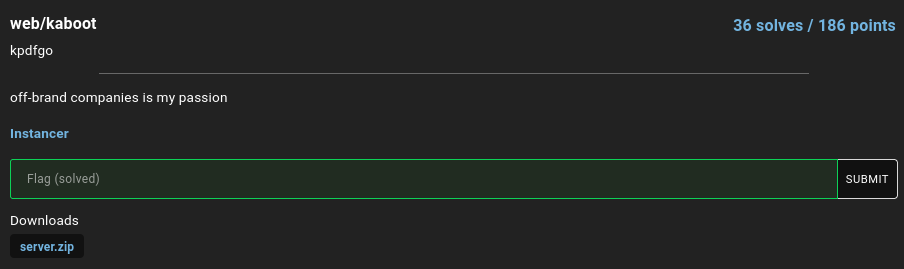 web/kaboot
36 solves / 186 points
kpdfgo
off-brand companies is my passion
Instancer
Flag (solved)
SUBMIT
Downloads
server.zip